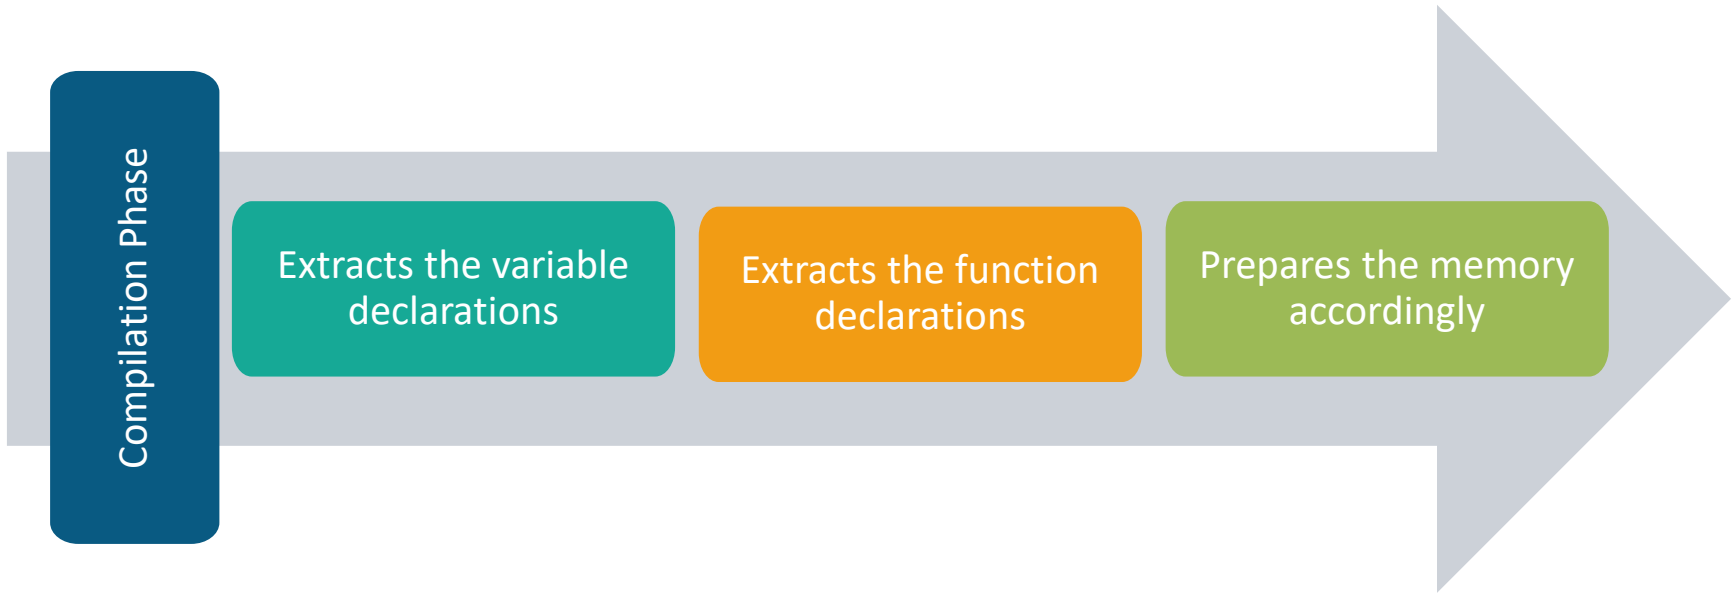 Compilation Phase
Extracts the variable
declarations
Extracts the function
declarations
Prepares the memory
accordingly